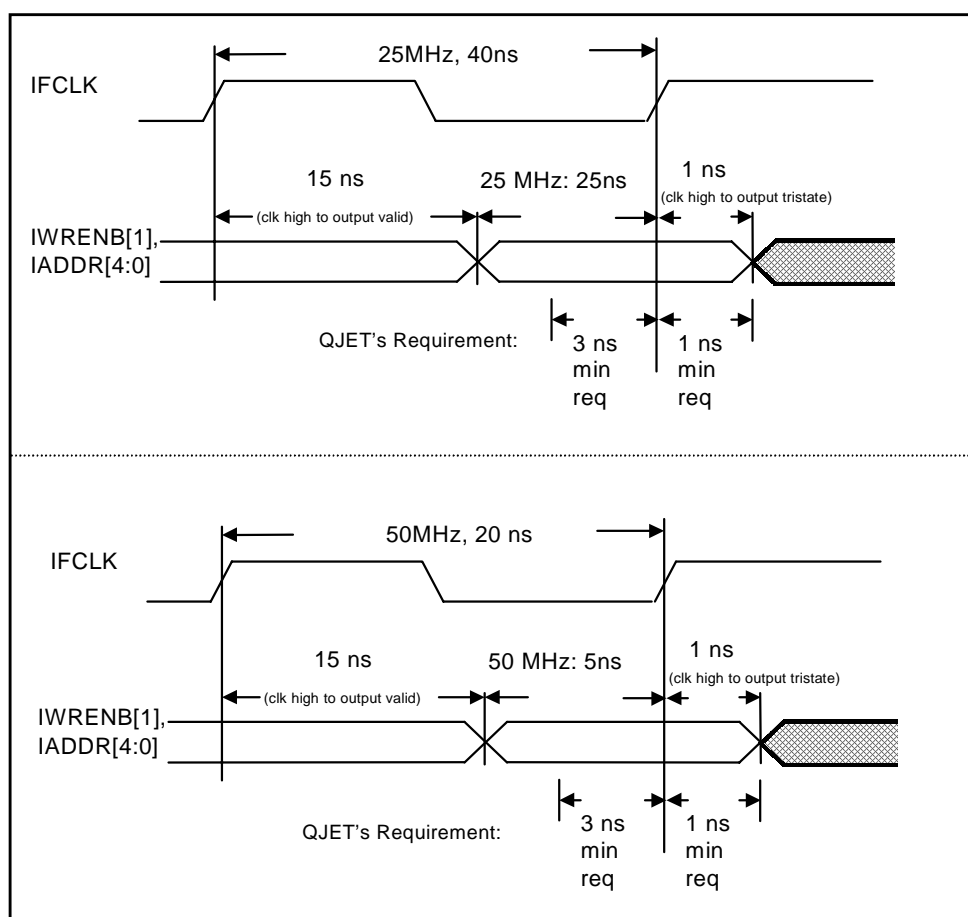 25MHz, 40ns
IFCLK
15 ns
25 MHz: 25ns
1 ns
(clk high to output valid)
(clk high to output tristate)
IWRENB[1],
IADDR[4:0]
QJET's Requirement:
3 ns
min
req
1 ns
min
req
50MHz, 20 ns
IFCLK
15 ns
50 MHz: 5ns
1 ns
(clk high to output valid)
(clk high to output tristate)
IWRENB[1],
IADDR[4:0]
QJET's Requirement:
3 ns
min
req
1 ns
min
req